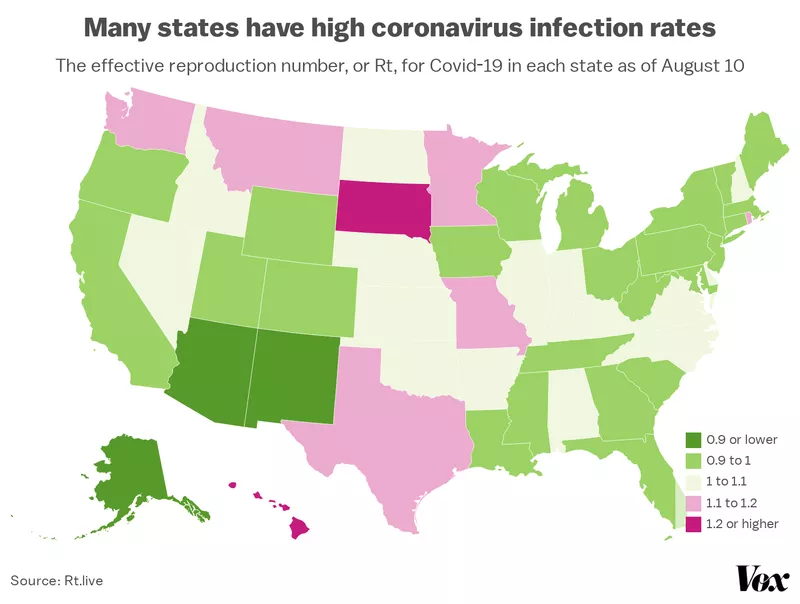 Many states have high coronavirus infection rates
The effective reproduction number, or Rt, for Covid-19 in each state as of August 10
0.9 or lower
0.9 to 1
1 to 1.1
1.1 to 1.2
1.2 or higher
Source: Rt.live
Vox